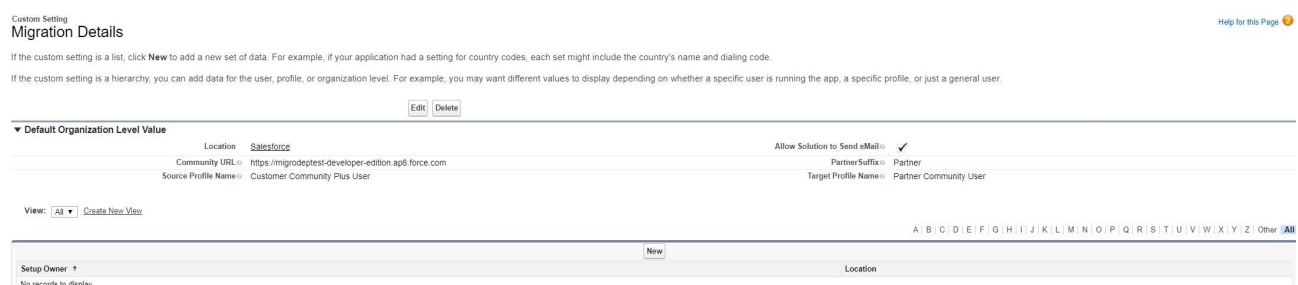 Custom Setting
Migration Details
Help for this Page
If the custom setting is a list, click New to add a new set of data. For example, if your application had a setting for country codes, each set might include the country's name and dialing code.
If the custom setting is a hierarchy, you can add data for the user, profile, or organization level. For example, you may want different values to display depending on whether a specific user is running the app, a specific profile, or just a general user.
Edit Delete
▼ Default Organization Level Value
Location Salesforce Allow Solution to Send eMail ✓
Community URL https://migrodeptest-developer-edition.ap8.force.com PartnerSuffix Partner
Source Profile Name Customer Community Plus User Target Profile Name Partner Community User
View: All ▼ Create New View
A | B | C | D | E | F | G | H | I | J | K | L | M | N | O | P | Q | R | S | T | U | V | W | X | Y | Z | Other All
New
Setup Owner ↑ Location
No records to display